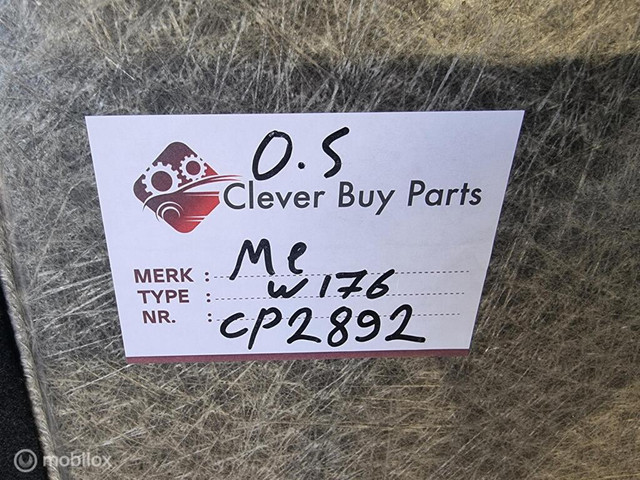 O.S
Clever Buy Parts
MERK : Me
TYPE : W176
NR. : CP2892
mobilox